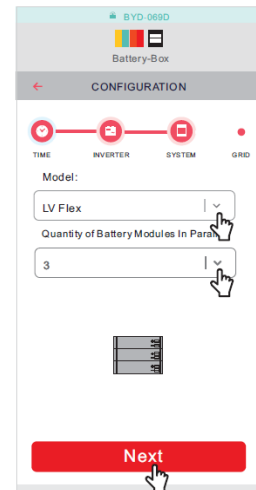 BYD-069D
Battery-Box
← CONFIGURATION
TIME INVERTER SYSTEM GRID
Model:
LV Flex
Quantity of Battery Modules In
3
Next